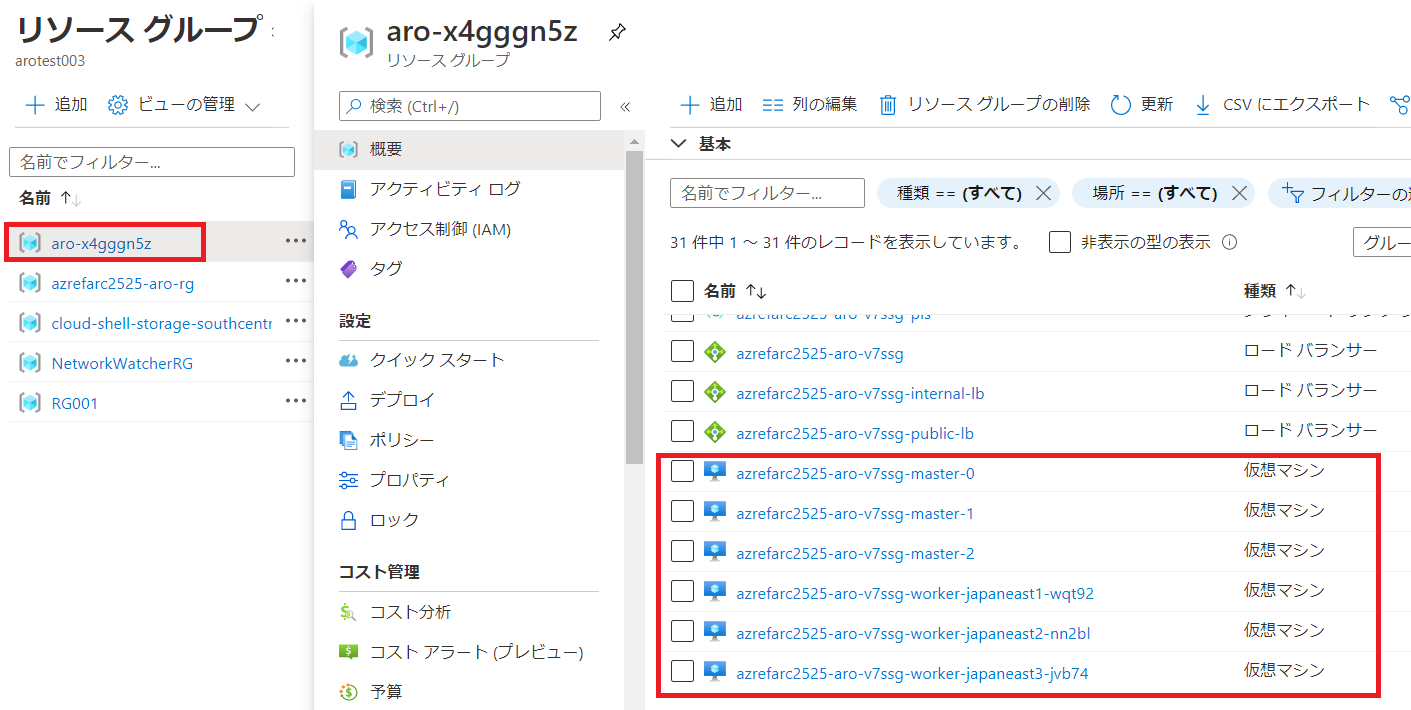 リソース グループ
arotest003
追加 ビューの管理
名前でフィルター...
名前 ↑↓
aro-x4gggn5z ...
azrefarc2525-aro-rg ...
cloud-shell-storage-southcentr ...
NetworkWatcherRG ...
RG001 ...
aro-x4gggn5z
リソース グループ
検索 (Ctrl+/) «
概要
アクティビティ ログ
アクセス制御 (IAM)
タグ
設定
クイック スタート
デプロイ
ポリシー
プロパティ
ロック
コスト管理
コスト分析
コスト アラート (プレビュー)
予算
追加 列の編集 リソース グループの削除 更新 CSV にエクスポート
基本
名前でフィルター... 種類 == (すべて) 場所 == (すべて) フィルターの
31 件中 1 ～ 31 件のレコードを表示しています。 非表示の型の表示 グルー
名前 ↑↓ 種類 ↑↓
azrefarc2525-aro-v7ssg-pls
azrefarc2525-aro-v7ssg ロード バランサー
azrefarc2525-aro-v7ssg-internal-lb ロード バランサー
azrefarc2525-aro-v7ssg-public-lb ロード バランサー
azrefarc2525-aro-v7ssg-master-0 仮想マシン
azrefarc2525-aro-v7ssg-master-1 仮想マシン
azrefarc2525-aro-v7ssg-master-2 仮想マシン
azrefarc2525-aro-v7ssg-worker-japaneast1-wqt92 仮想マシン
azrefarc2525-aro-v7ssg-worker-japaneast2-nn2bl 仮想マシン
azrefarc2525-aro-v7ssg-worker-japaneast3-jvb74 仮想マシン